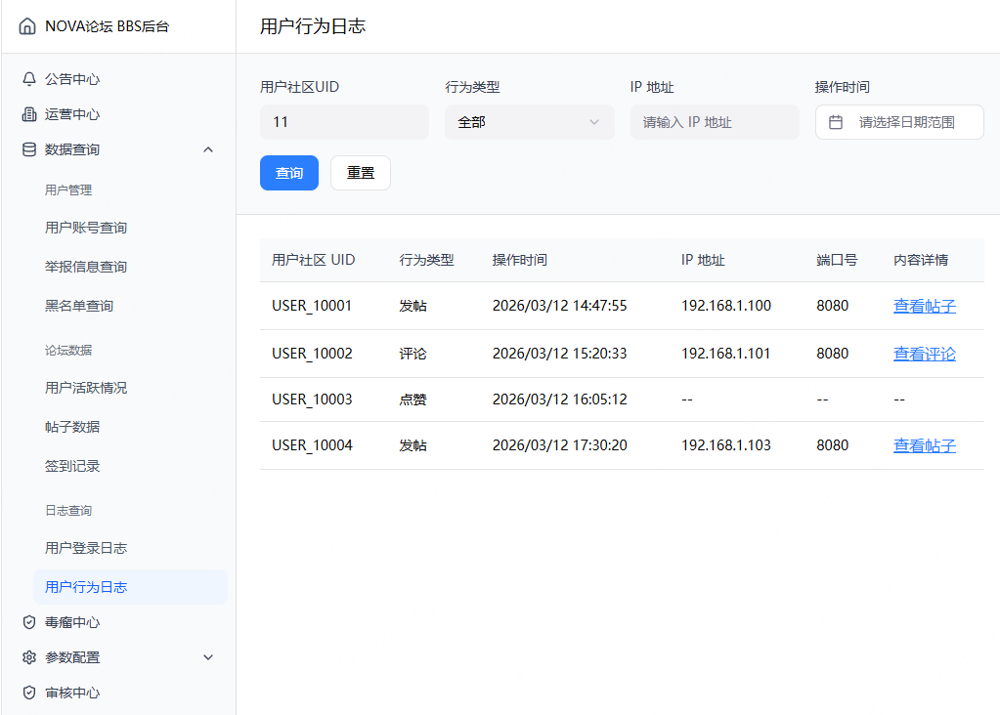 NOVA论坛 BBS后台
公告中心
运营中心
数据查询
用户管理
用户账号查询
举报信息查询
黑名单查询
论坛数据
用户活跃情况
帖子数据
签到记录
日志查询
用户登录日志
用户行为日志
毒瘤中心
参数配置
审核中心
用户行为日志
用户社区UID 行为类型 IP 地址 操作时间
11 全部 请输入 IP 地址 请选择日期范围
查询 重置
用户社区 UID 行为类型 操作时间 IP 地址 端口号 内容详情
USER_10001 发帖 2026/03/12 14:47:55 192.168.1.100 8080 查看帖子
USER_10002 评论 2026/03/12 15:20:33 192.168.1.101 8080 查看评论
USER_10003 点赞 2026/03/12 16:05:12 -- -- --
USER_10004 发帖 2026/03/12 17:30:20 192.168.1.103 8080 查看帖子